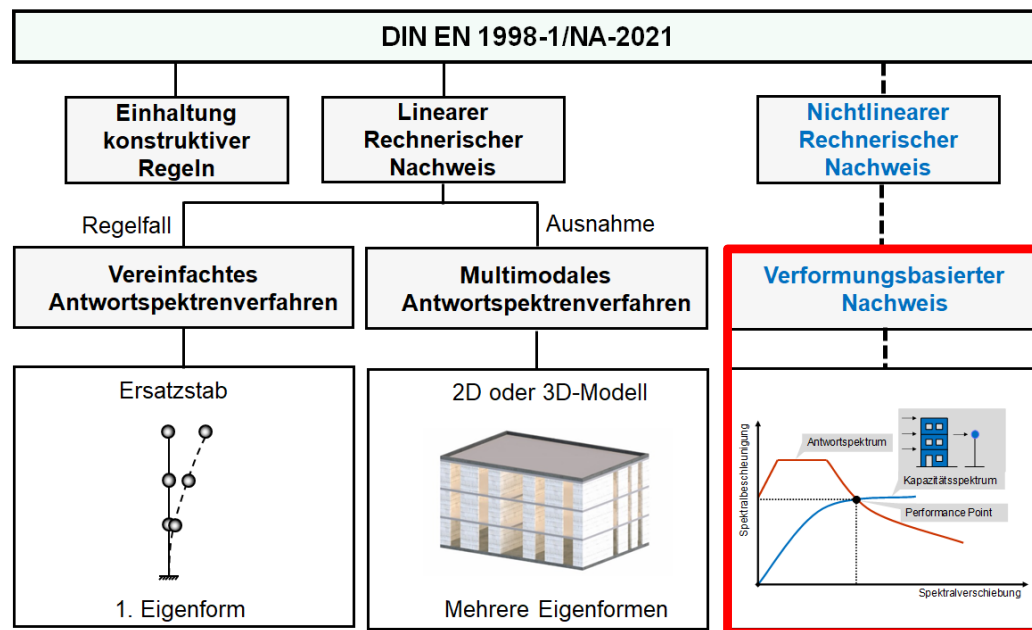 DIN EN 1998-1/NA-2021
Einhaltung
konstruktiver
Regeln
Linearer
Rechnerischer
Nachweis
Nichtlinearer
Rechnerischer
Nachweis
Regelfall
Ausnahme
Vereinfachtes
Antwortspektrenverfahren
Multimodales
Antwortspektrenverfahren
Verformungsbasierter
Nachweis
Ersatzstab
1. Eigenform
2D oder 3D-Modell
Mehrere Eigenformen
Spektralbeschleunigung
Antwortspektrum
Kapazitätsspektrum
Performance Point
Spektralverschiebung